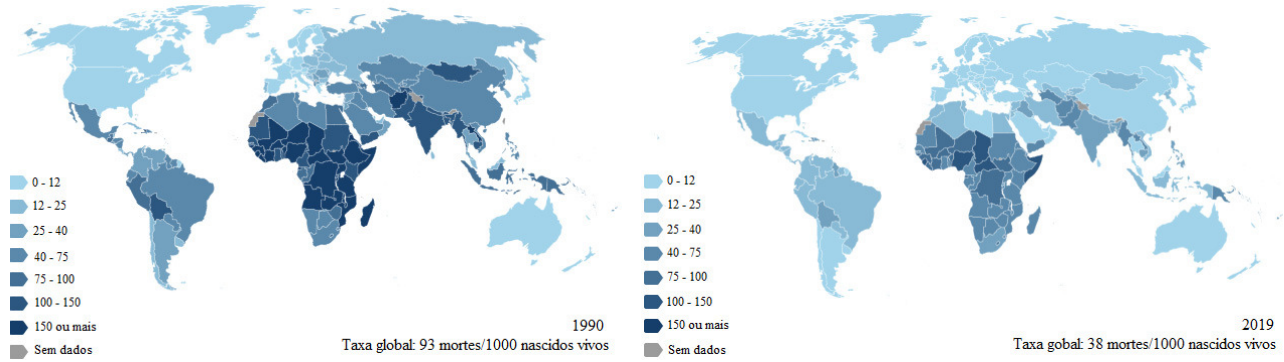 0 - 12
12 - 25
25 - 40
40 - 75
75 - 100
100 - 150
150 ou mais
Sem dados
1990
Taxa global: 93 mortes/1000 nascidos vivos
0 - 12
12 - 25
25 - 40
40 - 75
75 - 100
100 - 150
150 ou mais
Sem dados
2019
Taxa gobal: 38 mortes/1000 nascidos vivos